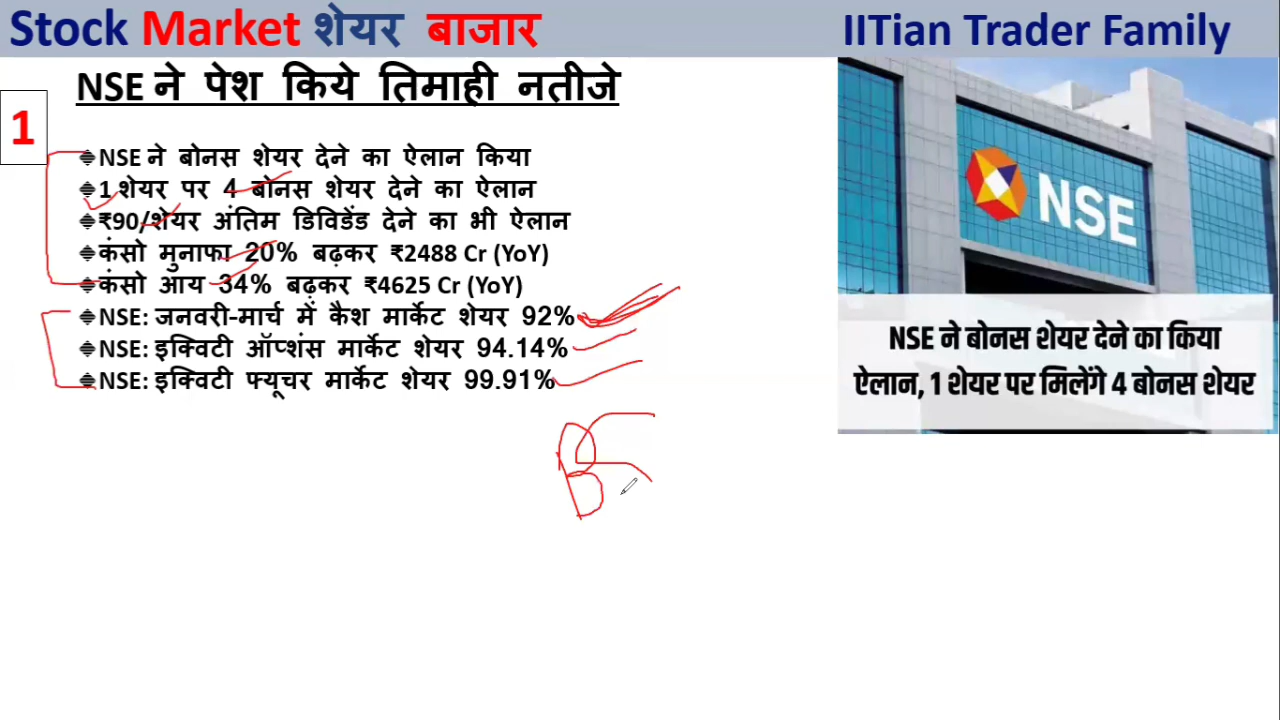 Stock Market शेयर बाजार
IITian Trader Family
NSE ने पेश किये तिमाही नतीजे
1
NSE ने बोनस शेयर देने का ऐलान किया
1 शेयर पर 4 बोनस शेयर देने का ऐलान
₹90/शेयर अंतिम डिविडेंड देने का भी ऐलान
कंसो मुनाफा 20% बढ़कर ₹2488 Cr (YoY)
कंसो आय 34% बढ़कर ₹4625 Cr (YoY)
NSE: जनवरी-मार्च में कैश मार्केट शेयर 92%
NSE: इक्विटी ऑप्शंस मार्केट शेयर 94.14%
NSE: इक्विटी फ्यूचर मार्केट शेयर 99.91%
B
NSE
NSE ने बोनस शेयर देने का किया
ऐलान, 1 शेयर पर मिलेंगे 4 बोनस शेयर